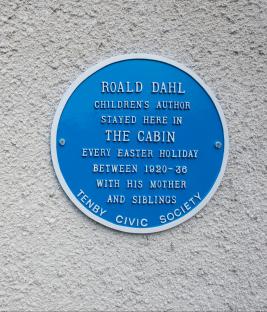 ROALD DAHL
CHILDREN'S AUTHOR
STAYED HERE IN
THE CABIN
EVERY EASTER HOLIDAY
BETWEEN 1920-36
WITH HIS MOTHER
AND SIBLINGS
TENBY CIVIC SOCIETY